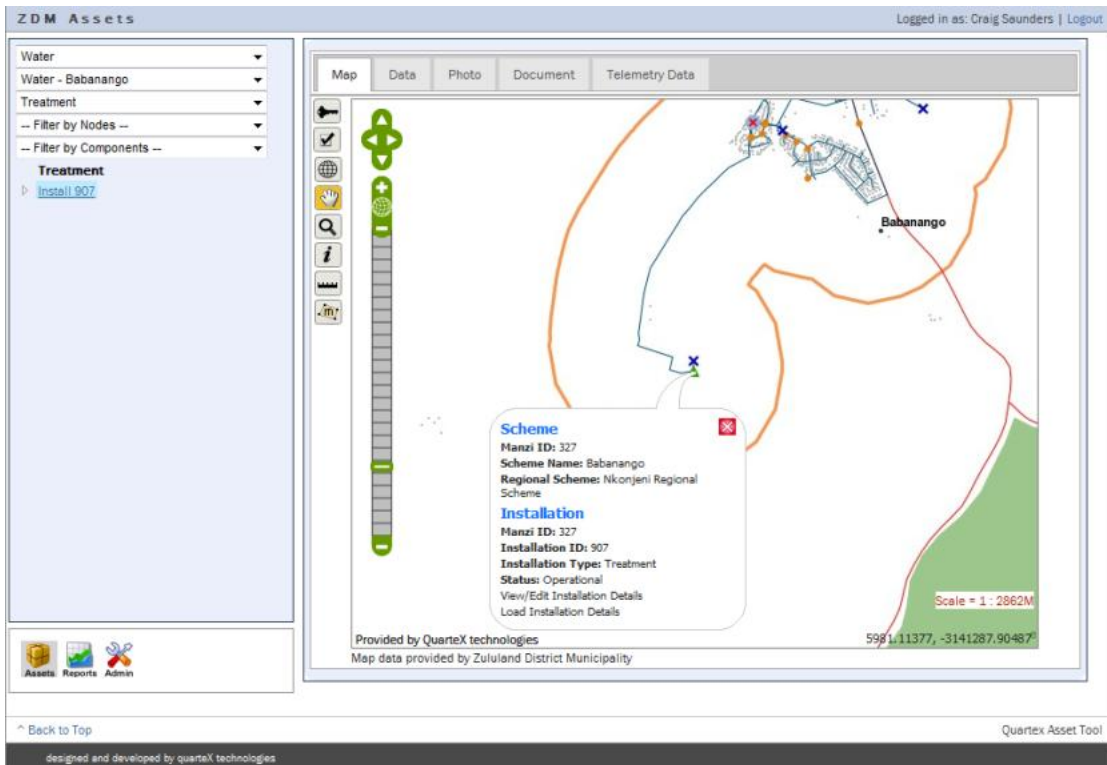 ZDM Assets
Logged in as: Craig Saunders | Logout
Water
Water - Babanango
Treatment
-- Filter by Nodes --
-- Filter by Components --
Treatment
Install 907
Map
Data
Photo
Document
Telemetry Data
i
m
Babanango
Scheme
Manzi ID: 327
Scheme Name: Babanango
Regional Scheme: Nkonjeni Regional
Scheme
Installation
Manzi ID: 327
Installation ID: 907
Installation Type: Treatment
Status: Operational
View/Edit Installation Details
Load Installation Details
Scale = 1 : 2862M
Provided by QuarteX technologies
5981.11377, -3141287.90487°
Map data provided by Zululand District Municipality
Assets
Reports
Admin
^ Back to Top
Quartex Asset Tool
designed and developed by quarteX technologies